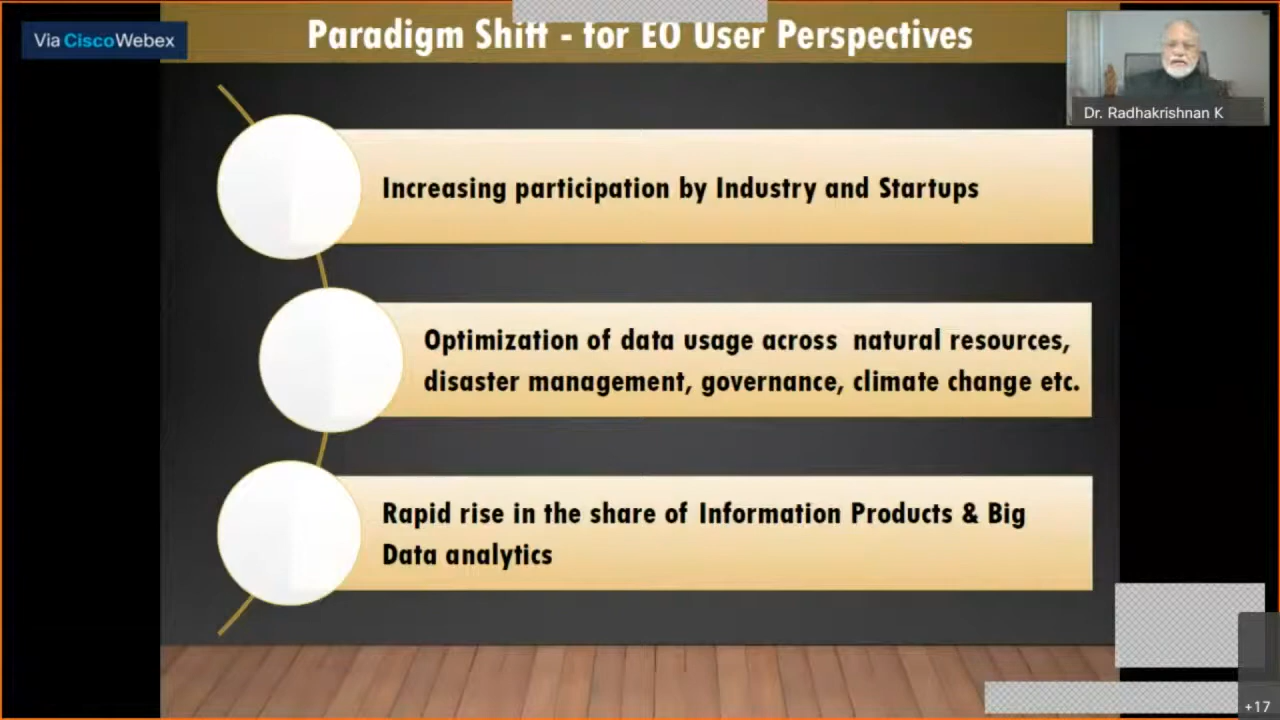 Via Cisco Webex
Paradigm Shift - for EO User Perspectives
Dr. Radhakrishnan K
Increasing participation by Industry and Startups
Optimization of data usage across natural resources,
disaster management, governance, climate change etc.
Rapid rise in the share of Information Products & Big
Data analytics
+17